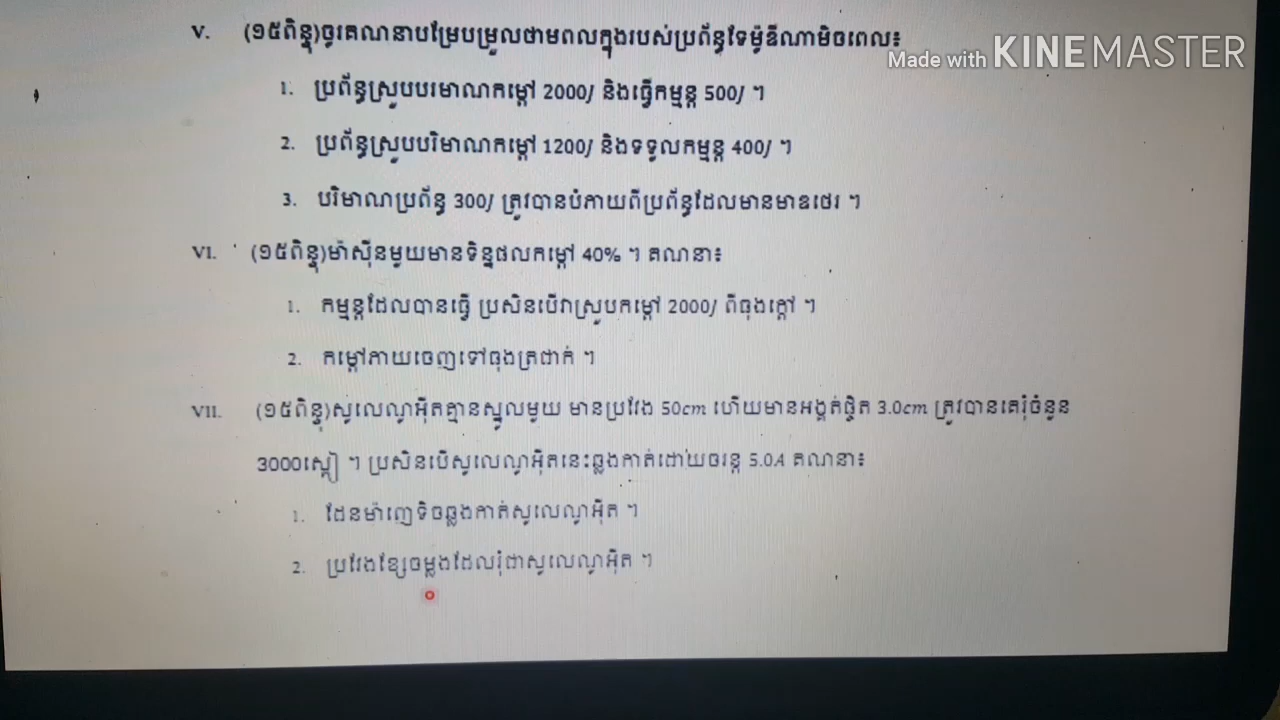 V. (១៥ពិន្ទុ)ចូរគណនាបម្រែបម្រួលថាមពលក្នុងរបស់ប្រព័ន្ធទែម៉ូឌីណាមិចពេល៖
Made with KINEMASTER
1. ប្រព័ន្ធស្រូបបរមាណកម្តៅ 2000J និងធ្វើកម្មន្ត 500J ។
2. ប្រព័ន្ធស្រូបបរិមាណកម្តៅ 1200J និងទទួលកម្មន្ត 400J ។
3. បរិមាណប្រព័ន្ធ 300J ត្រូវបានបំភាយពីប្រព័ន្ធដែលមានមាឌថេរ ។
VI. (១៥ពិន្ទុ)ម៉ាស៊ីនមួយមានទិន្នផលកម្តៅ 40% ។ គណនា៖
1. កម្មន្តដែលបានធ្វើ ប្រសិនបើវាស្រូបកម្តៅ 2000J ពីធុងក្តៅ ។
2. កម្តៅភាយចេញទៅធុងត្រជាក់ ។
VII. (១៥ពិន្ទុ)សូលេណូអ៊ីតគ្មានស្នូលមួយ មានប្រវែង 50cm ហើយមានអង្កត់ផ្ចិត 3.0cm ត្រូវបានគេរុំចំនួន
3000ស្ពៀ ។ ប្រសិនបើសូលេណូអ៊ីតនេះឆ្លងកាត់ដោយចរន្ត 5.0A គណនា៖
1. ដែនម៉ាញេទិចឆ្លងកាត់សូលេណូអ៊ីត ។
2. ប្រវែងខ្សែចម្លងដែលរុំជាសូលេណូអ៊ីត ។